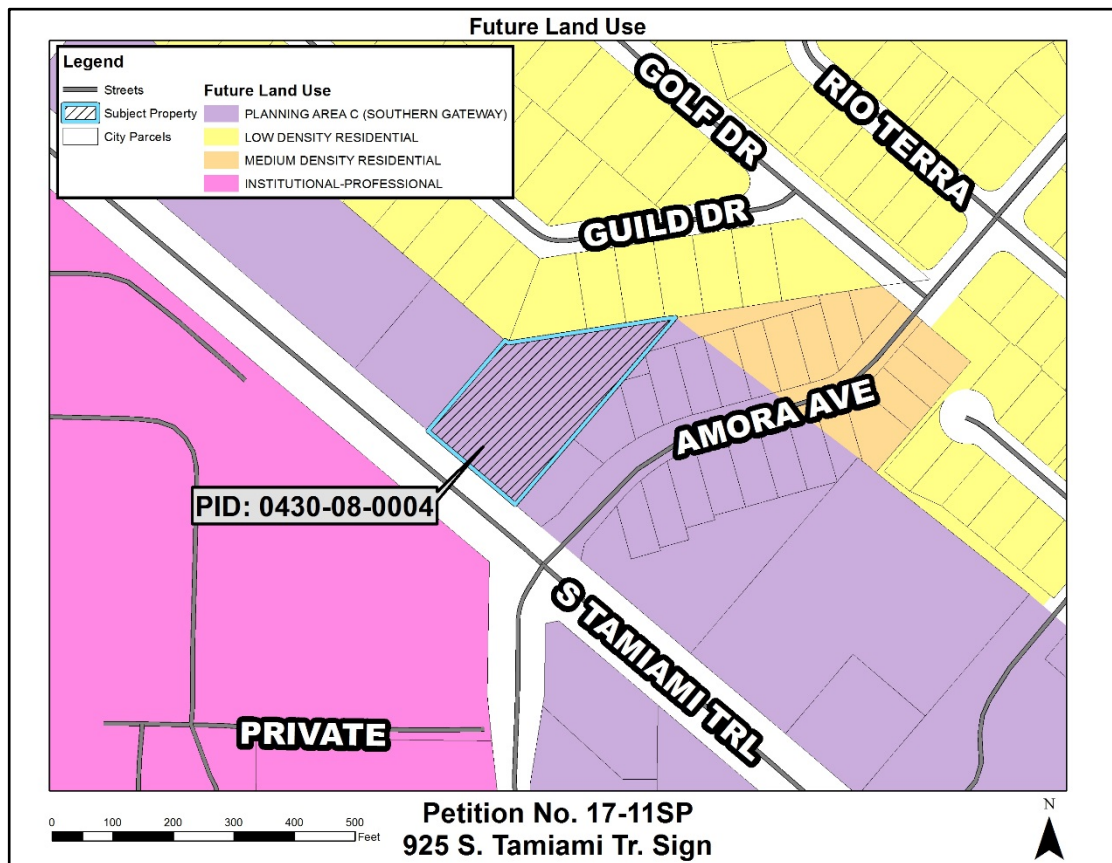 Future Land Use
Legend
Streets
Subject Property
City Parcels
Future Land Use
PLANNING AREA C (SOUTHERN GATEWAY)
LOW DENSITY RESIDENTIAL
MEDIUM DENSITY RESIDENTIAL
INSTITUTIONAL-PROFESSIONAL
GOLF DR
RIO TERRA
GUILD DR
AMORA AVE
PID: 0430-08-0004
S TAMIAMI TRL
PRIVATE
0 100 200 300 400 500
Feet
Petition No. 17-11SP
925 S. Tamiami Tr. Sign
N